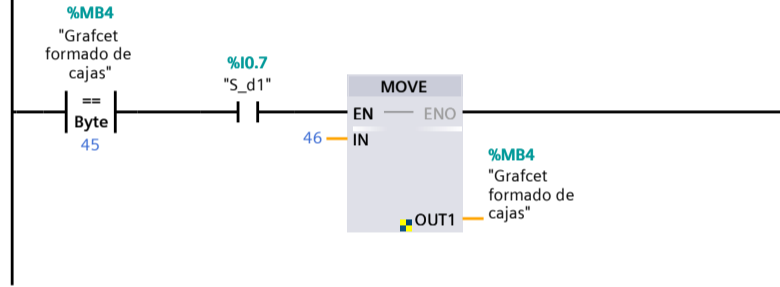 %MB4
"Grafcet
formado de
cajas"
==
Byte
45
%I0.7
"S_d1"
MOVE
EN
ENO
46
IN
OUT1
%MB4
"Grafcet
formado de
cajas"